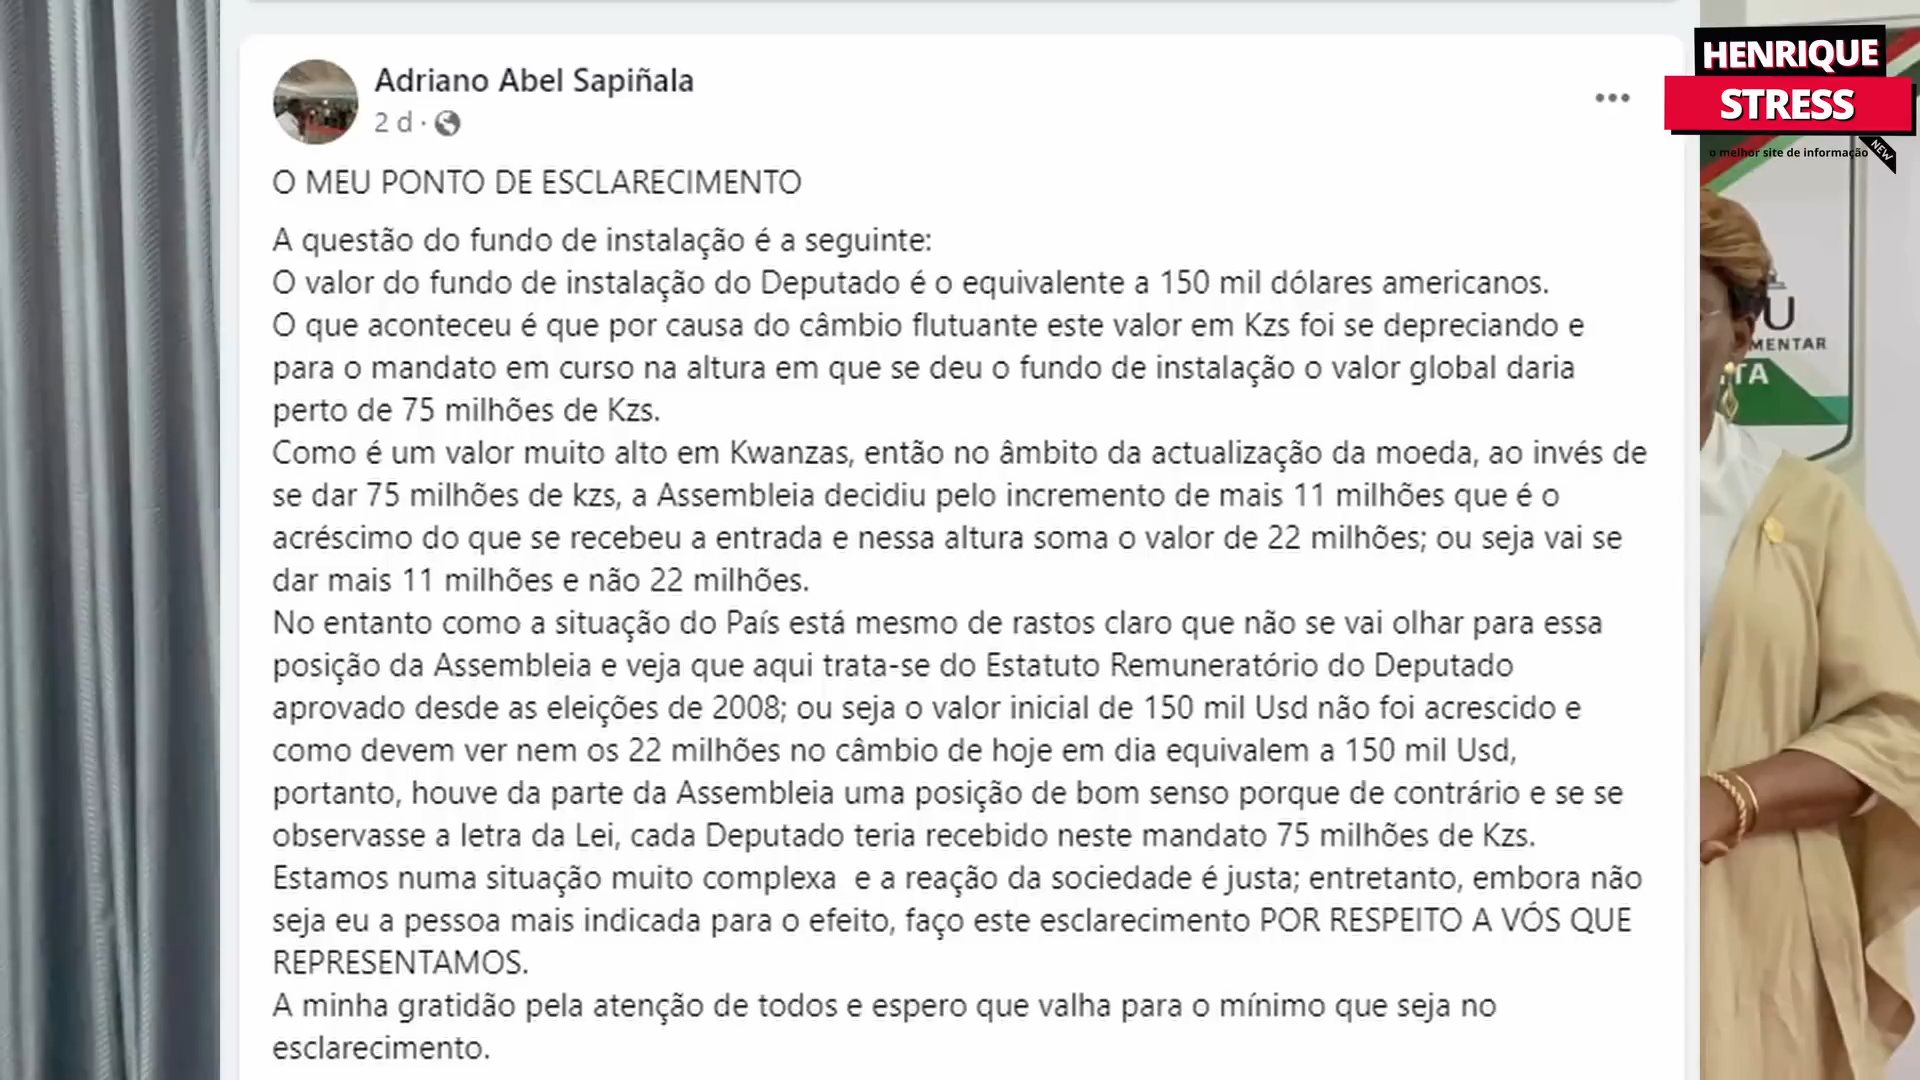 Adriano Abel Sapiñala
2 d ·
O MEU PONTO DE ESCLARECIMENTO
A questão do fundo de instalação é a seguinte:
O valor do fundo de instalação do Deputado é o equivalente a 150 mil dólares americanos.
O que aconteceu é que por causa do câmbio flutuante este valor em Kzs foi se depreciando e
para o mandato em curso na altura em que se deu o fundo de instalação o valor global daria
perto de 75 milhões de Kzs.
Como é um valor muito alto em Kwanzas, então no âmbito da actualização da moeda, ao invés de
se dar 75 milhões de kzs, a Assembleia decidiu pelo incremento de mais 11 milhões que é o
acréscimo do que se recebeu a entrada e nessa altura soma o valor de 22 milhões; ou seja vai se
dar mais 11 milhões e não 22 milhões.
No entanto como a situação do País está mesmo de rastos claro que não se vai olhar para essa
posição da Assembleia e veja que aqui trata-se do Estatuto Remuneratório do Deputado
aprovado desde as eleições de 2008; ou seja o valor inicial de 150 mil Usd não foi acrescido e
como devem ver nem os 22 milhões no câmbio de hoje em dia equivalem a 150 mil Usd,
portanto, houve da parte da Assembleia uma posição de bom senso porque de contrário e se se
observasse a letra da Lei, cada Deputado teria recebido neste mandato 75 milhões de Kzs.
Estamos numa situação muito complexa  e a reação da sociedade é justa; entretanto, embora não
seja eu a pessoa mais indicada para o efeito, faço este esclarecimento POR RESPEITO A VÓS QUE
REPRESENTAMOS.
A minha gratidão pela atenção de todos e espero que valha para o mínimo que seja no
esclarecimento.
HENRIQUE
STRESS
o melhor site de informação
NEW
U
MENTAR
ITA